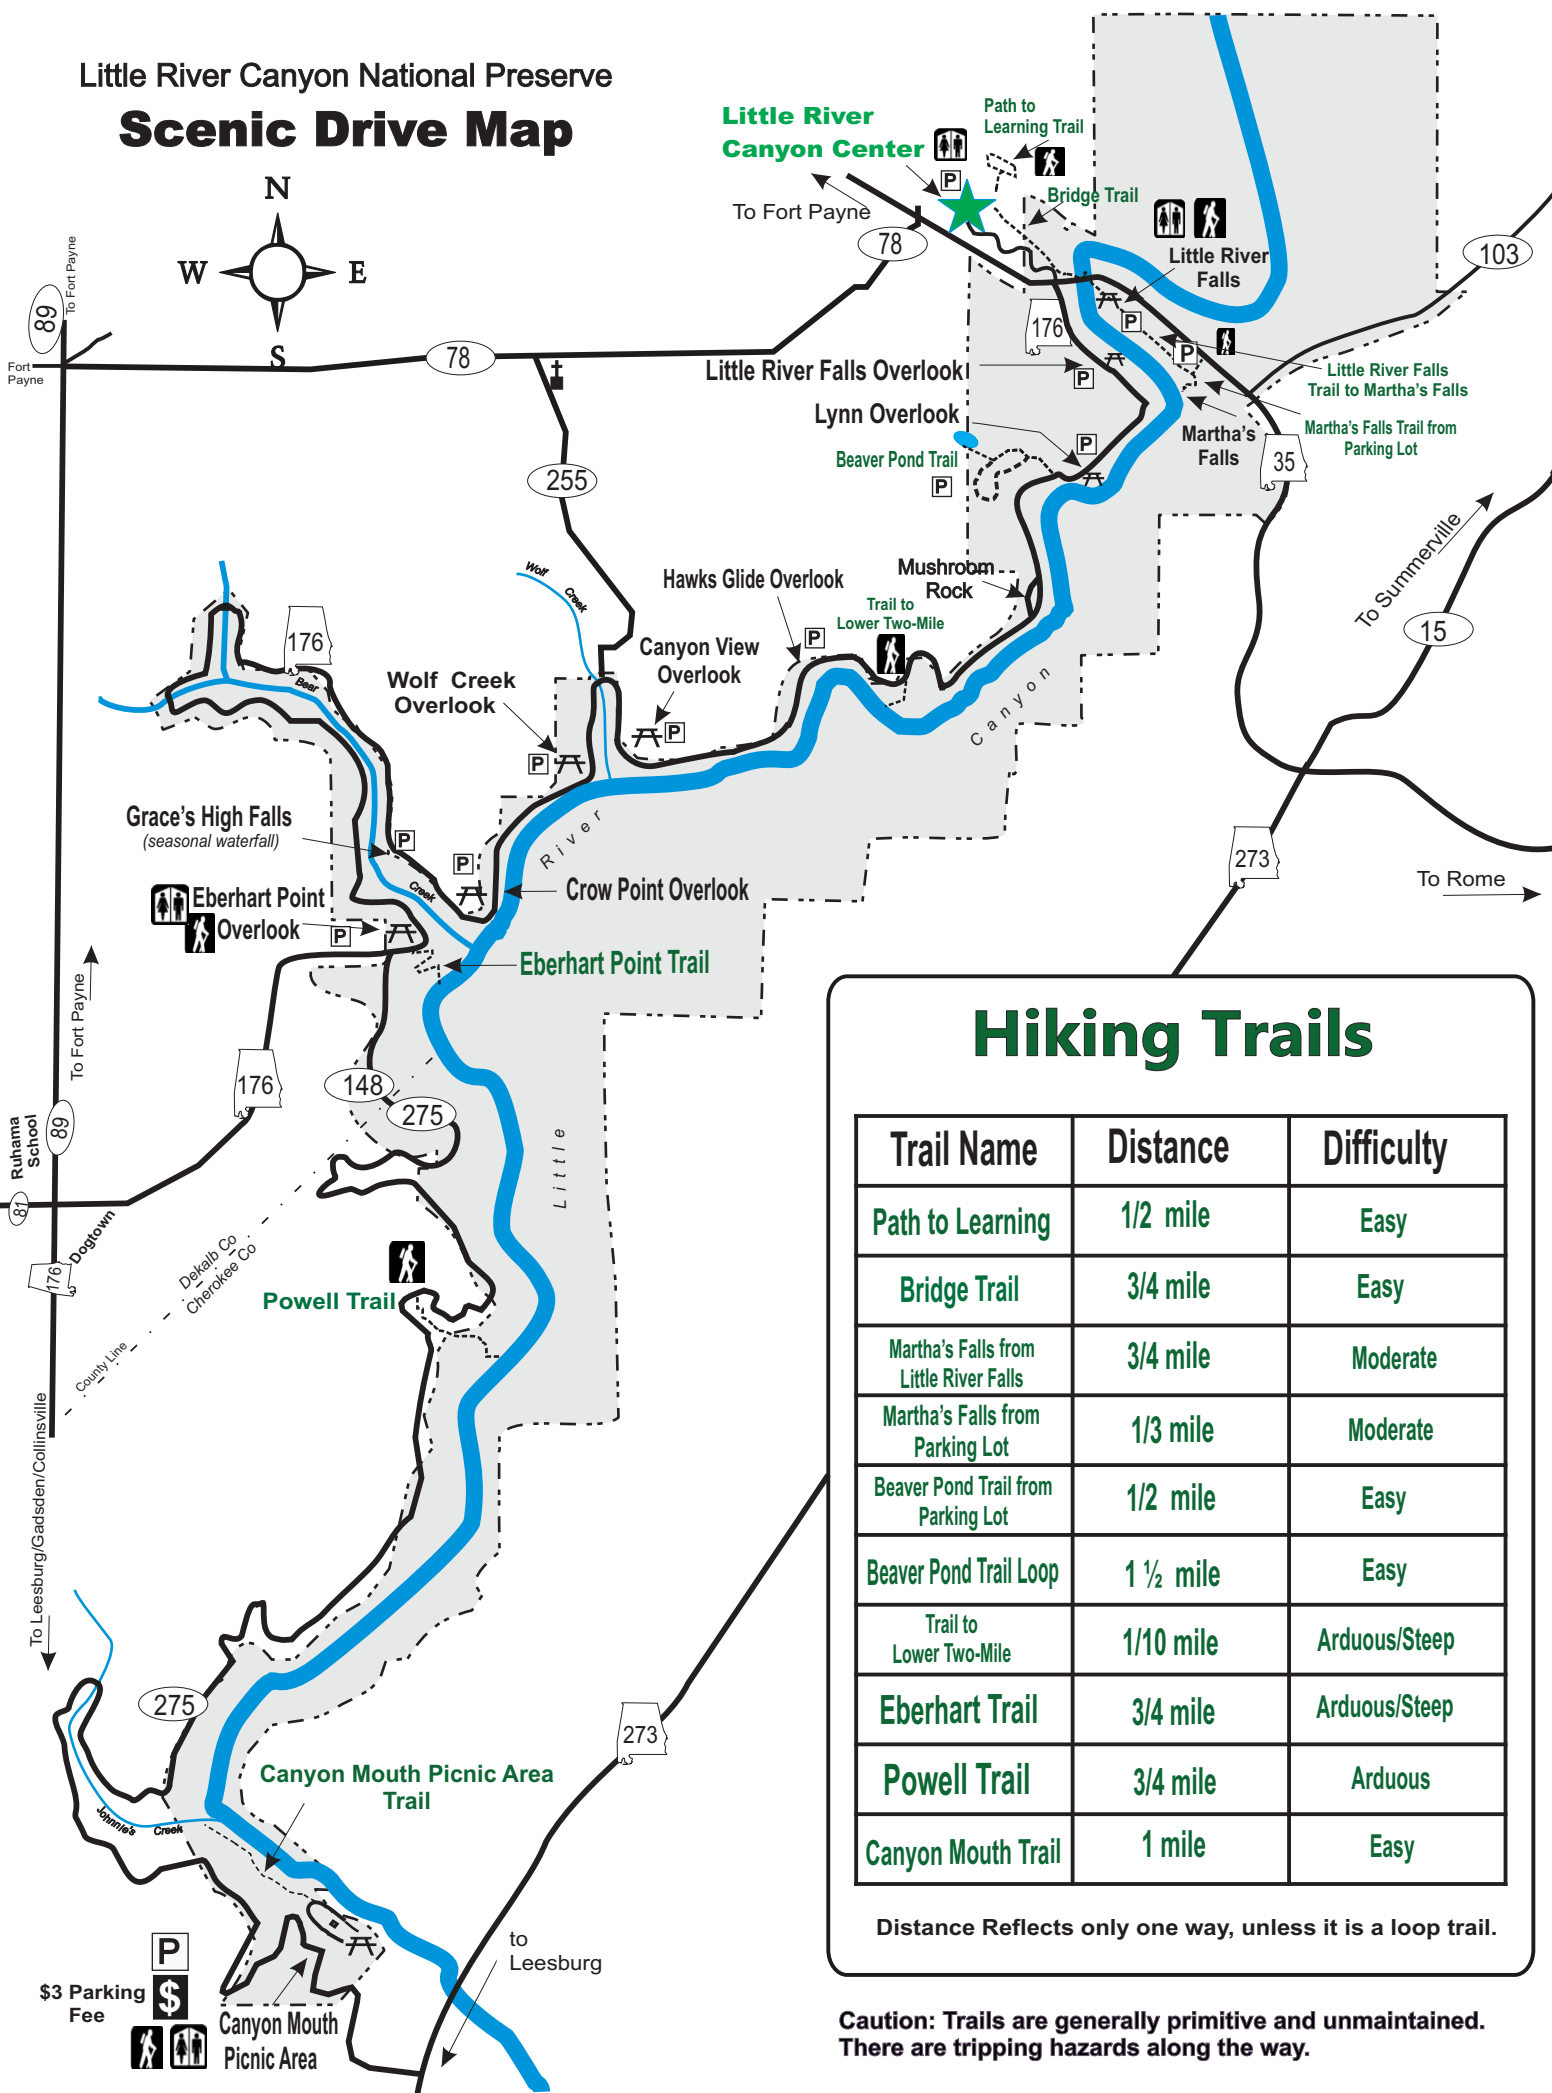 Little River Canyon National Preserve
Scenic Drive Map
N
W
E
S
Little River
Canyon Center
P
Path to
Learning Trail
Bridge Trail
To Fort Payne
78
Little River
Falls
103
176
P
P
Little River Falls Overlook
P
Little River Falls
Trail to Martha's Falls
Lynn Overlook
P
Martha's
Falls
Martha's Falls Trail from
Parking Lot
Beaver Pond Trail
P
35
89
To Fort Payne
Fort
Payne
78
255
To Summerville
15
Mushroom
Rock
Hawks Glide Overlook
P
Trail to
Lower Two-Mile
Wolf
Creek
Canyon View
Overlook
P
Wolf Creek
Overlook
P
176
Bear
Creek
Canyon
River
Little
Grace's High Falls
(seasonal waterfall)
P
P
Crow Point Overlook
Eberhart Point
Overlook
P
Eberhart Point Trail
273
To Rome
To Fort Payne
176
148
275
Ruhama
School
89
81
Dogtown
176
Dekalb Co
Cherokee Co
County Line
Powell Trail
To Leesburg/Gadsden/Collinsville
275
273
Canyon Mouth Picnic Area
Trail
Johnnie's
Creek
to
Leesburg
P
$3 Parking
Fee
$
Canyon Mouth
Picnic Area
Hiking Trails
Trail Name Distance Difficulty
Path to Learning 1/2 mile Easy
Bridge Trail 3/4 mile Easy
Martha's Falls from
Little River Falls 3/4 mile Moderate
Martha's Falls from
Parking Lot 1/3 mile Moderate
Beaver Pond Trail from
Parking Lot 1/2 mile Easy
Beaver Pond Trail Loop 1 ½ mile Easy
Trail to
Lower Two-Mile 1/10 mile Arduous/Steep
Eberhart Trail 3/4 mile Arduous/Steep
Powell Trail 3/4 mile Arduous
Canyon Mouth Trail 1 mile Easy
Distance Reflects only one way, unless it is a loop trail.
Caution: Trails are generally primitive and unmaintained.
There are tripping hazards along the way.